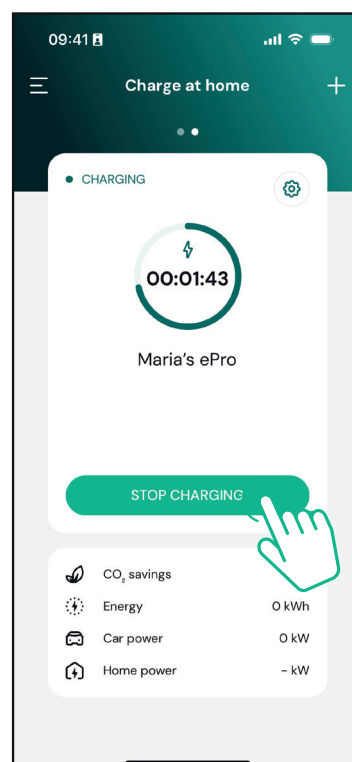 09:41
Charge at home
CHARGING
00:01:43
Maria's ePro
STOP CHARGING
CO₂ savings
Energy 0 kWh
Car power 0 kW
Home power – kW